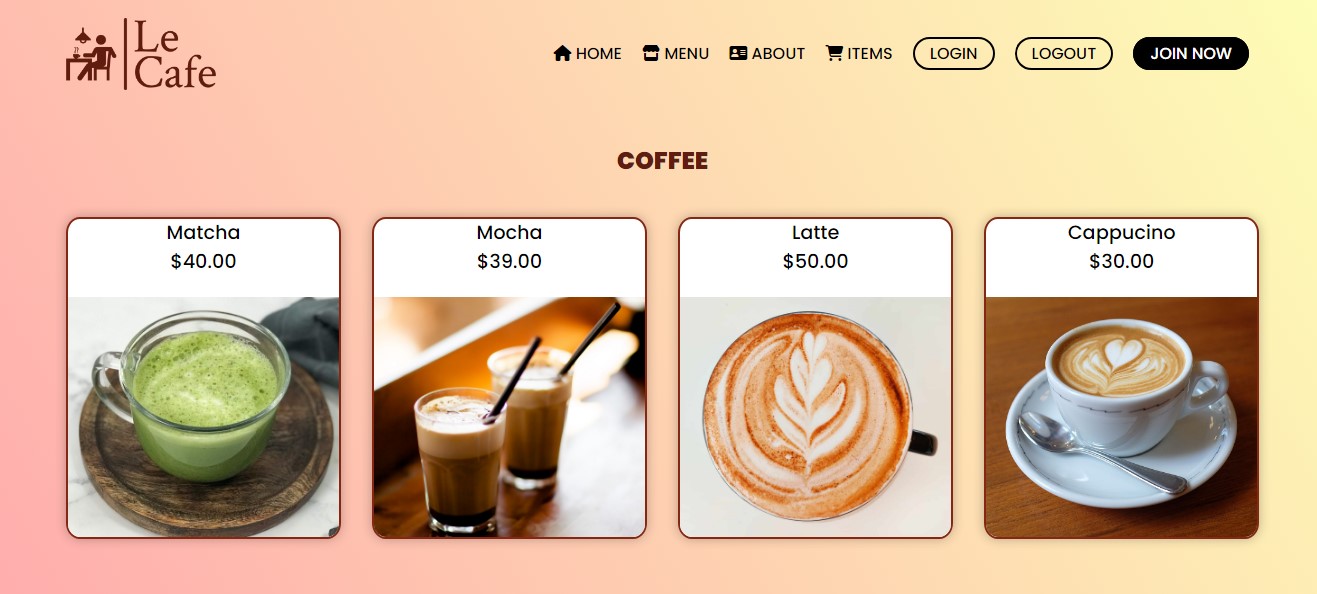 Le
Cafe
HOME MENU ABOUT ITEMS LOGIN LOGOUT JOIN NOW
COFFEE
Matcha
$40.00
Mocha
$39.00
Latte
$50.00
Cappucino
$30.00